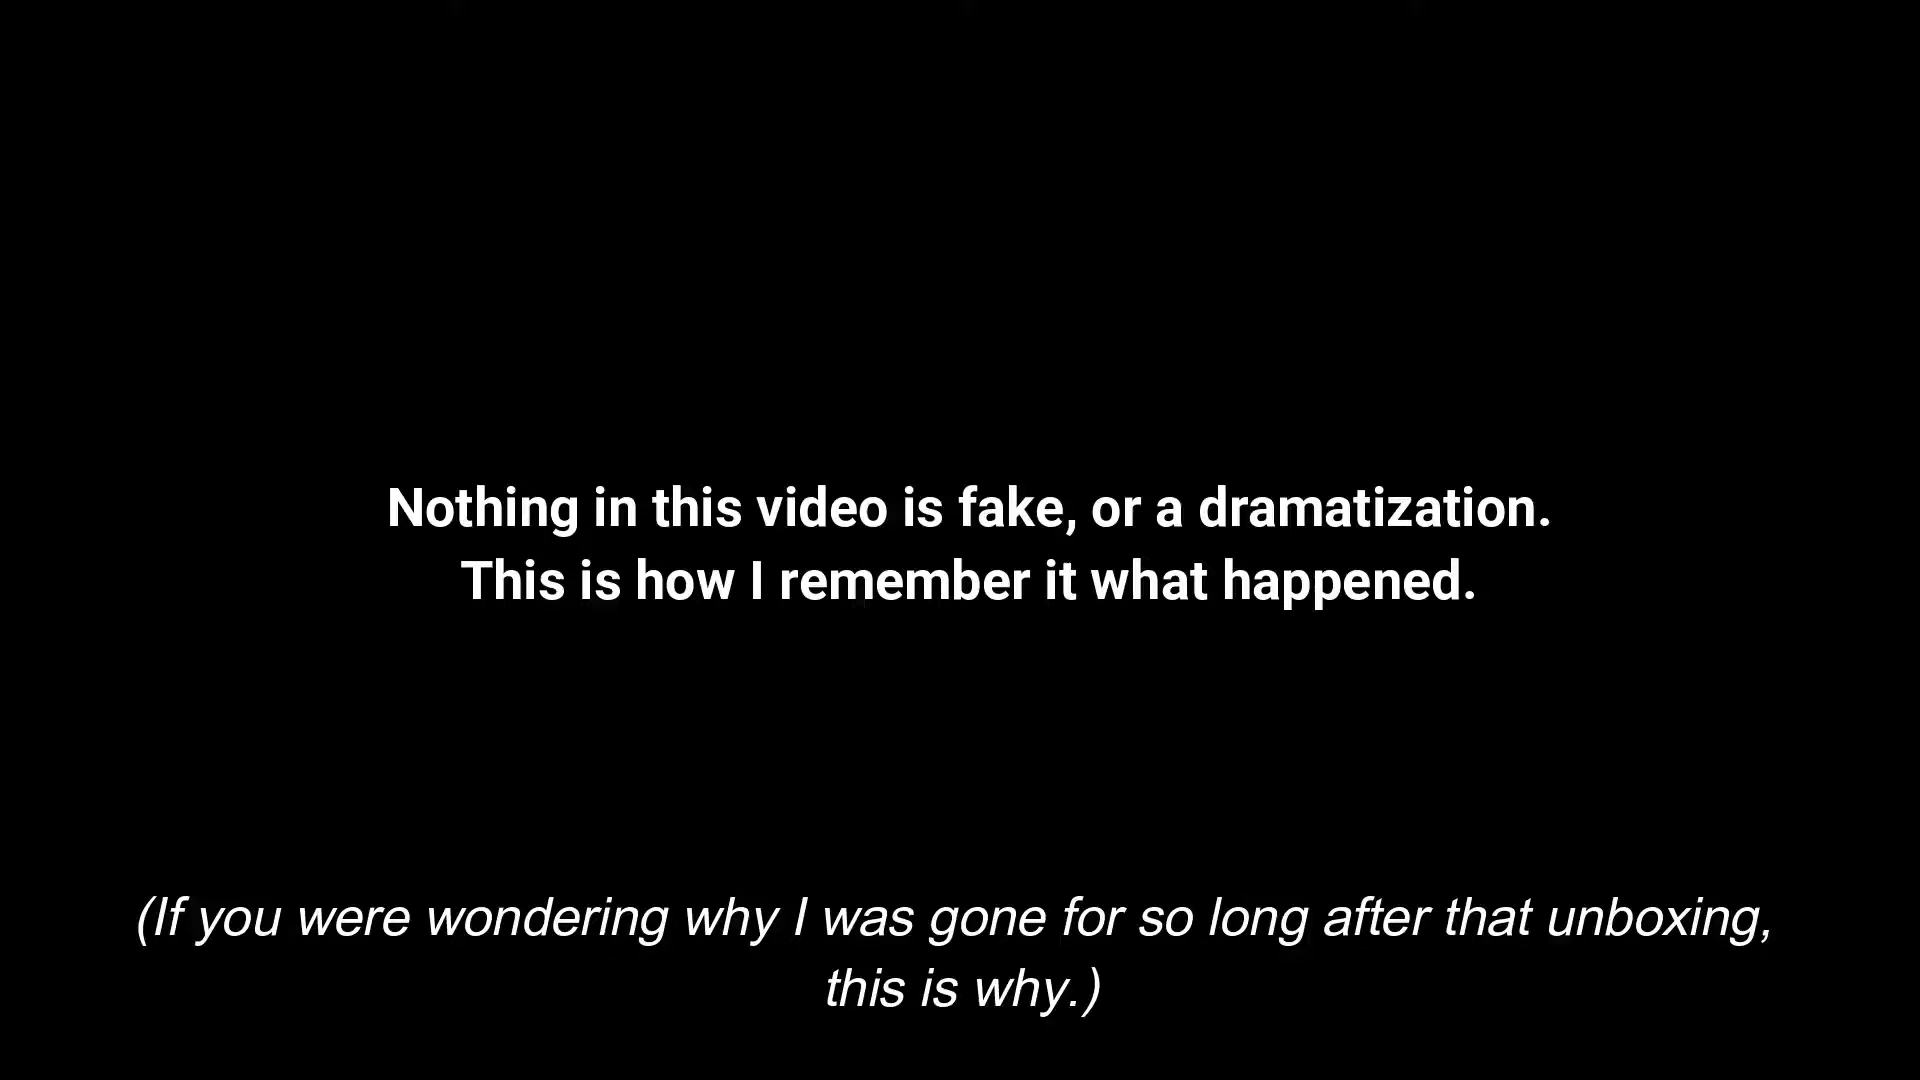 Nothing in this video is fake, or a dramatization.
This is how I remember it what happened.
(If you were wondering why I was gone for so long after that unboxing,
this is why.)